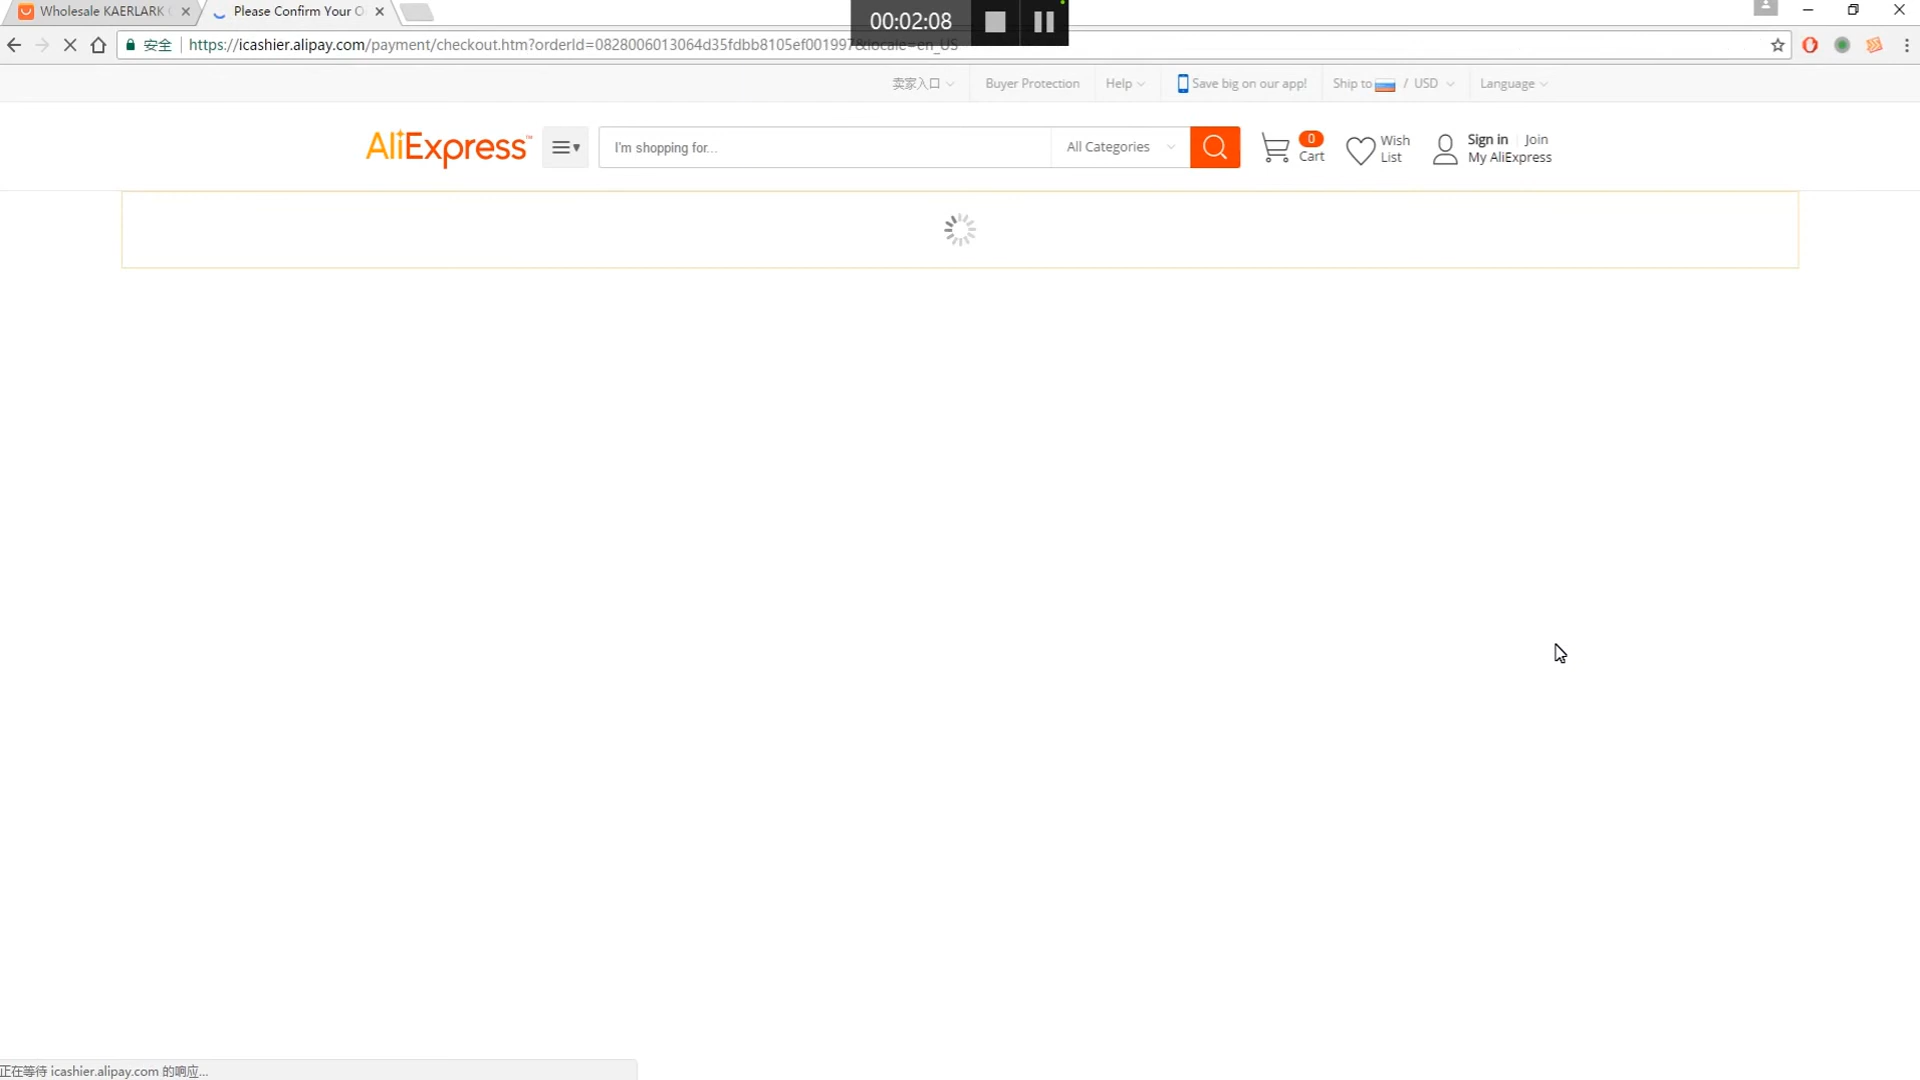 Wholesale KAERLARK
Please Confirm Your O
00:02:08
安全
https://icashier.alipay.com/payment/checkout.htm?orderId=0828006013064d35fdbb8105ef001997&locale=en_US
卖家入口
Buyer Protection
Help
Save big on our app!
Ship to / USD
Language
AliExpress™
I'm shopping for...
All Categories
0
Cart
Wish
List
Sign in
Join
My AliExpress
正在等待 icashier.alipay.com 的响应...